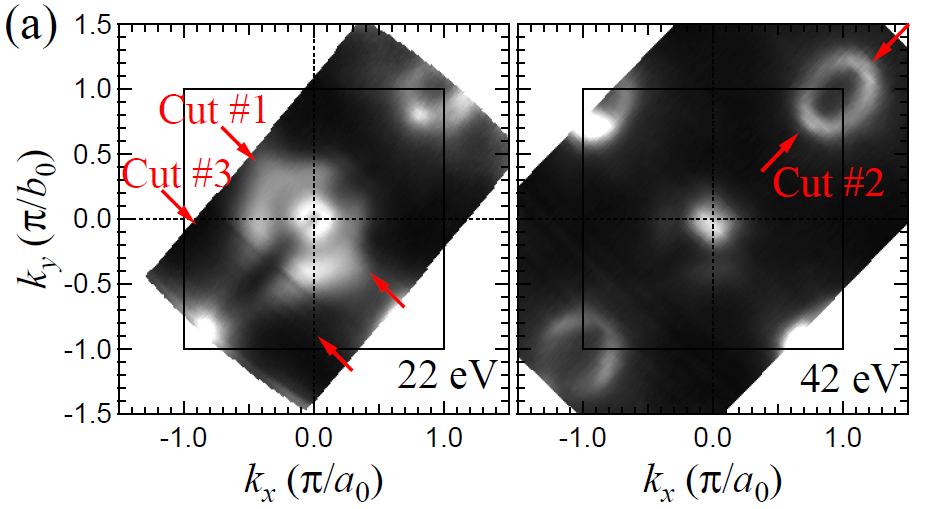 (a)
1.5
1.0
0.5
0.0
-0.5
-1.0
-1.5
k_y (π/b_0)
Cut #1
Cut #3
22 eV
-1.0 0.0 1.0
k_x (π/a_0)
Cut #2
42 eV
-1.0 0.0 1.0
k_x (π/a_0)